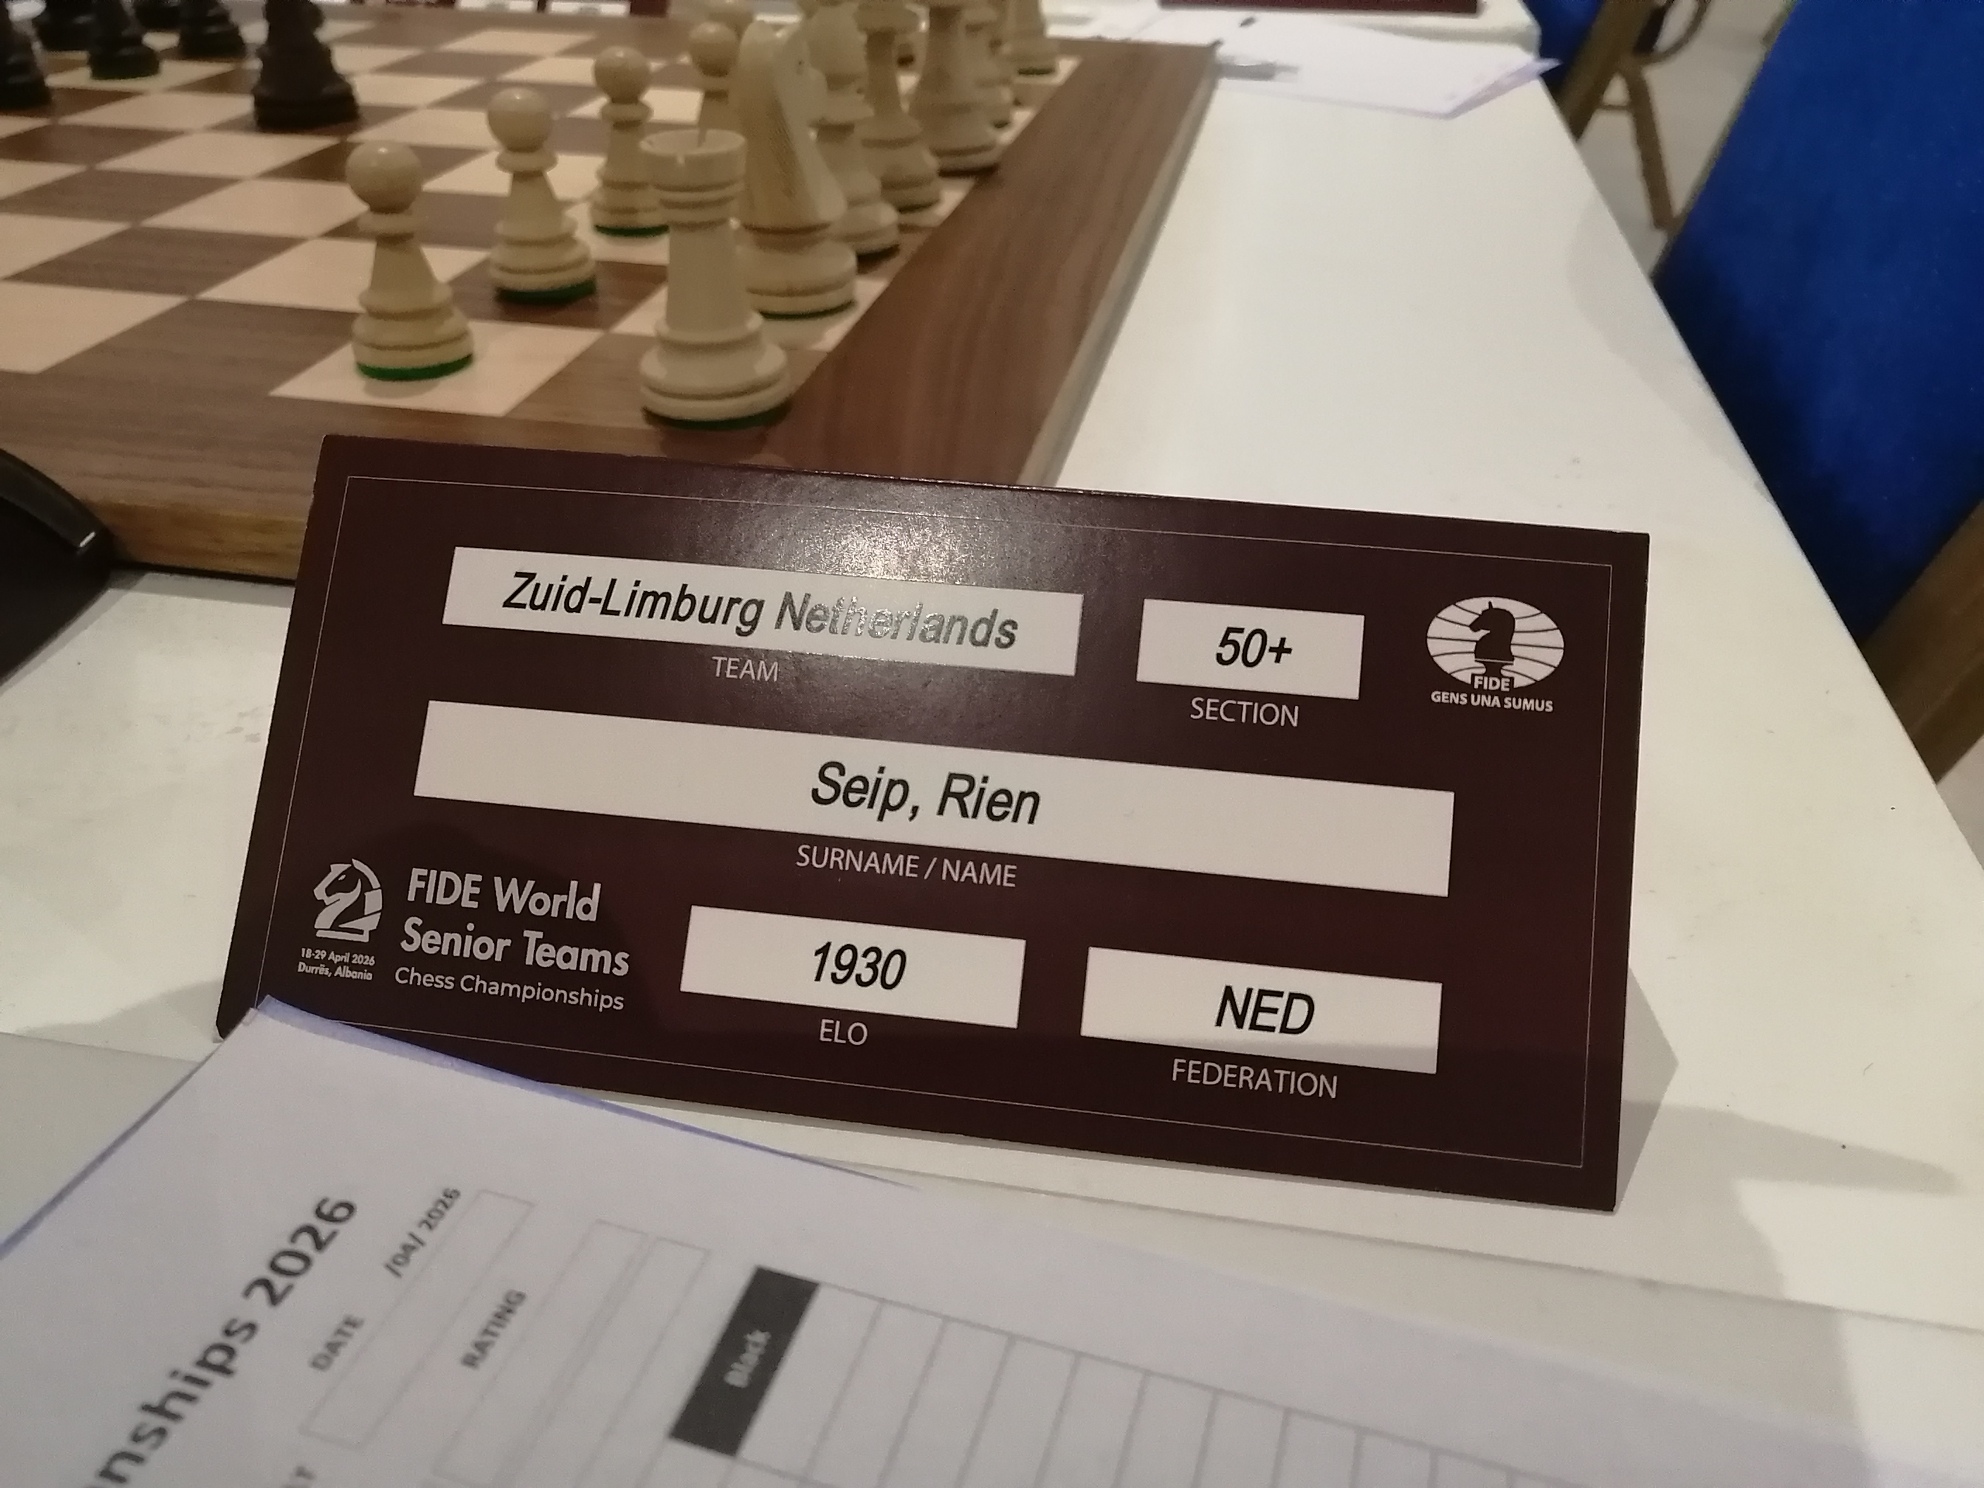 Zuid-Limburg Netherlands
TEAM
50+
SECTION
FIDE
GENS UNA SUMUS
Seip, Rien
SURNAME / NAME
FIDE World
Senior Teams
Chess Championships
18-29 April 2026
Durrës, Albania
1930
ELO
NED
FEDERATION
nships 2026
DATE
/04/ 2026
RATING
Black